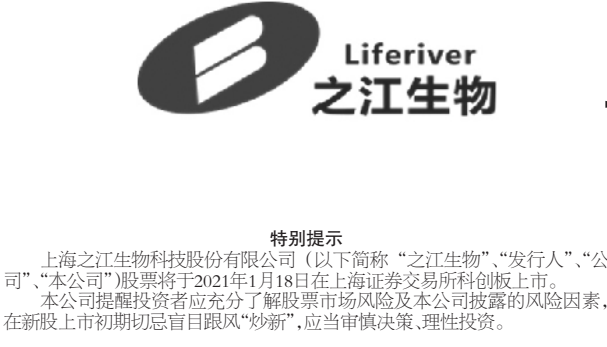 Liferiver
之江生物
特别提示
上海之江生物科技股份有限公司（以下简称“之江生物”、“发行人”、“公
司”、“本公司”)股票将于2021年1月18日在上海证券交易所科创板上市。
本公司提醒投资者应充分了解股票市场风险及本公司披露的风险因素，
在新股上市初期切忌盲目跟风“炒新”，应当审慎决策、理性投资。